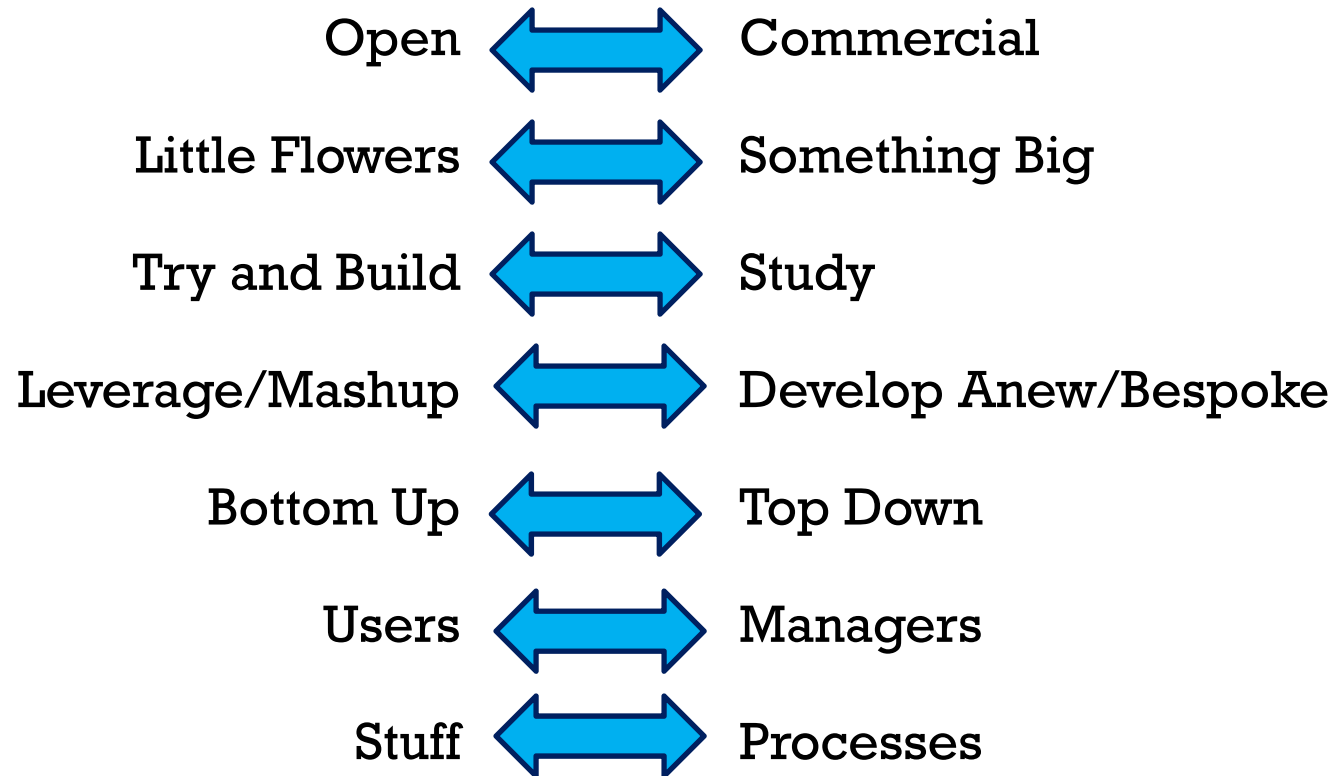 Open Commercial
Little Flowers Something Big
Try and Build Study
Leverage/Mashup Develop Anew/Bespoke
Bottom Up Top Down
Users Managers
Stuff Processes